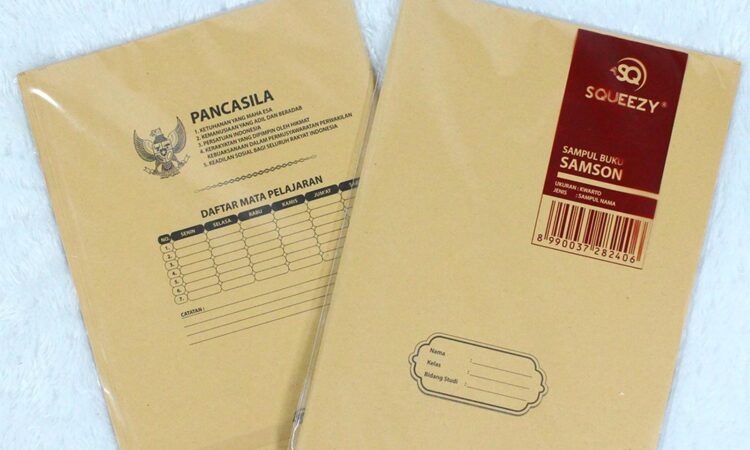 PANCASILA
1. KETUHANAN YANG MAHA ESA
2. KEMANUSIAAN YANG ADIL DAN BERADAB
3. PERSATUAN INDONESIA
4. KERAKYATAN YANG DIPIMPIN OLEH HIKMAT
KEBIJAKSANAAN DALAM PERMUSYAWARATAN PERWAKILAN
5. KEADILAN SOSIAL BAGI SELURUH RAKYAT INDONESIA
DAFTAR MATA PELAJARAN
NO. SENIN SELASA RABU KAMIS JUM'AT
1.
2.
3.
4.
5.
6.
7.
CATATAN :
SQ
SQUEEZY®
SAMPUL BUKU
SAMSON
UKURAN : KWARTO
JENIS : SAMPUL NAMA
8 990037 282406
Nama :
Kelas :
Bidang Studi :